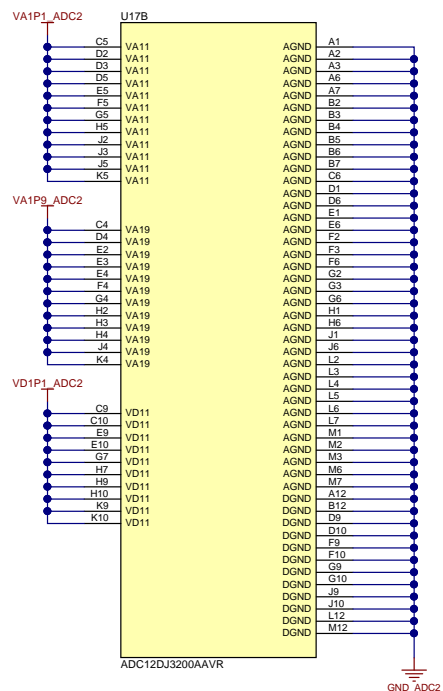 U17B
VA1P1_ADC2
C5 VA11
D2 VA11
D3 VA11
D5 VA11
E5 VA11
F5 VA11
G5 VA11
H5 VA11
J2 VA11
J3 VA11
J5 VA11
K5 VA11
VA1P9_ADC2
C4 VA19
D4 VA19
E2 VA19
E3 VA19
E4 VA19
F4 VA19
G4 VA19
H2 VA19
H3 VA19
H4 VA19
J4 VA19
K4 VA19
VD1P1_ADC2
C9 VD11
C10 VD11
E9 VD11
E10 VD11
G7 VD11
H7 VD11
H9 VD11
H10 VD11
K9 VD11
K10 VD11
AGND A1
AGND A2
AGND A3
AGND A6
AGND A7
AGND B2
AGND B3
AGND B4
AGND B5
AGND B6
AGND B7
AGND C6
AGND D1
AGND D6
AGND E1
AGND E6
AGND F2
AGND F3
AGND F6
AGND G2
AGND G3
AGND G6
AGND H1
AGND H6
AGND J1
AGND J6
AGND L2
AGND L3
AGND L4
AGND L5
AGND L6
AGND L7
AGND M1
AGND M2
AGND M3
AGND M6
AGND M7
DGND A12
DGND B12
DGND D9
DGND D10
DGND F9
DGND F10
DGND G9
DGND G10
DGND J9
DGND J10
DGND L12
DGND M12
ADC12DJ3200AAVR
GND_ADC2